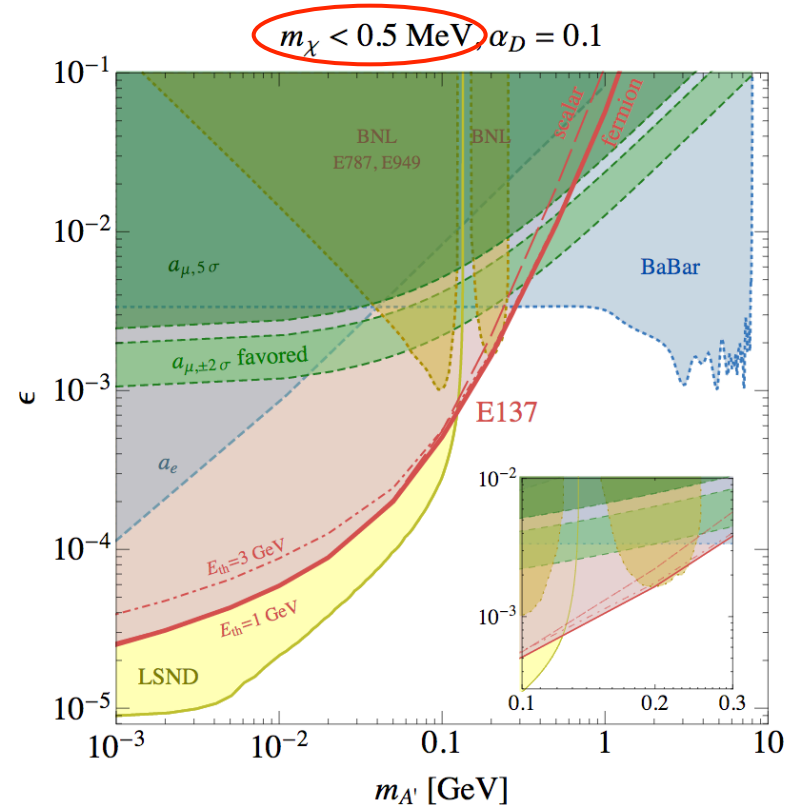 m_χ < 0.5 MeV, α_D = 0.1
10⁻¹
10⁻²
10⁻³
10⁻⁴
10⁻⁵
ϵ
BNL
E787, E949
BNL
scalar
fermion
a_μ,5σ
BaBar
a_μ,±2σ favored
E137
a_e
E_th=3 GeV
E_th=1 GeV
LSND
10⁻²
10⁻³
0.1 0.2 0.3
10⁻³ 10⁻² 0.1 1 10
m_A' [GeV]